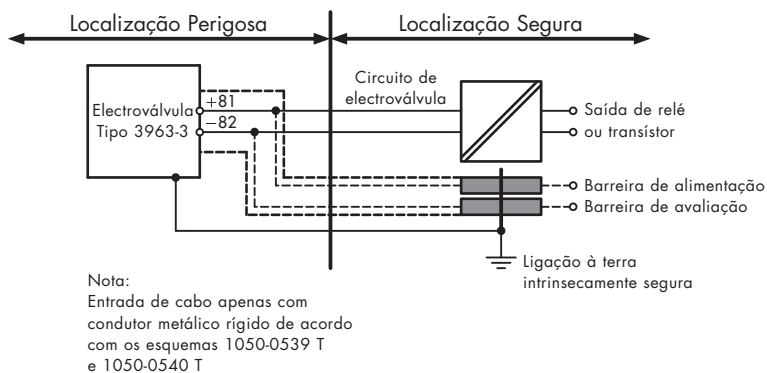 Localização Perigosa
Localização Segura
Circuito de
electroválvula
Electroválvula
Tipo 3963-3
+81
−82
Saída de relé
ou transístor
Barreira de alimentação
Barreira de avaliação
Ligação à terra
intrinsecamente segura
Nota:
Entrada de cabo apenas com
condutor metálico rígido de acordo
com os esquemas 1050-0539 T
e 1050-0540 T